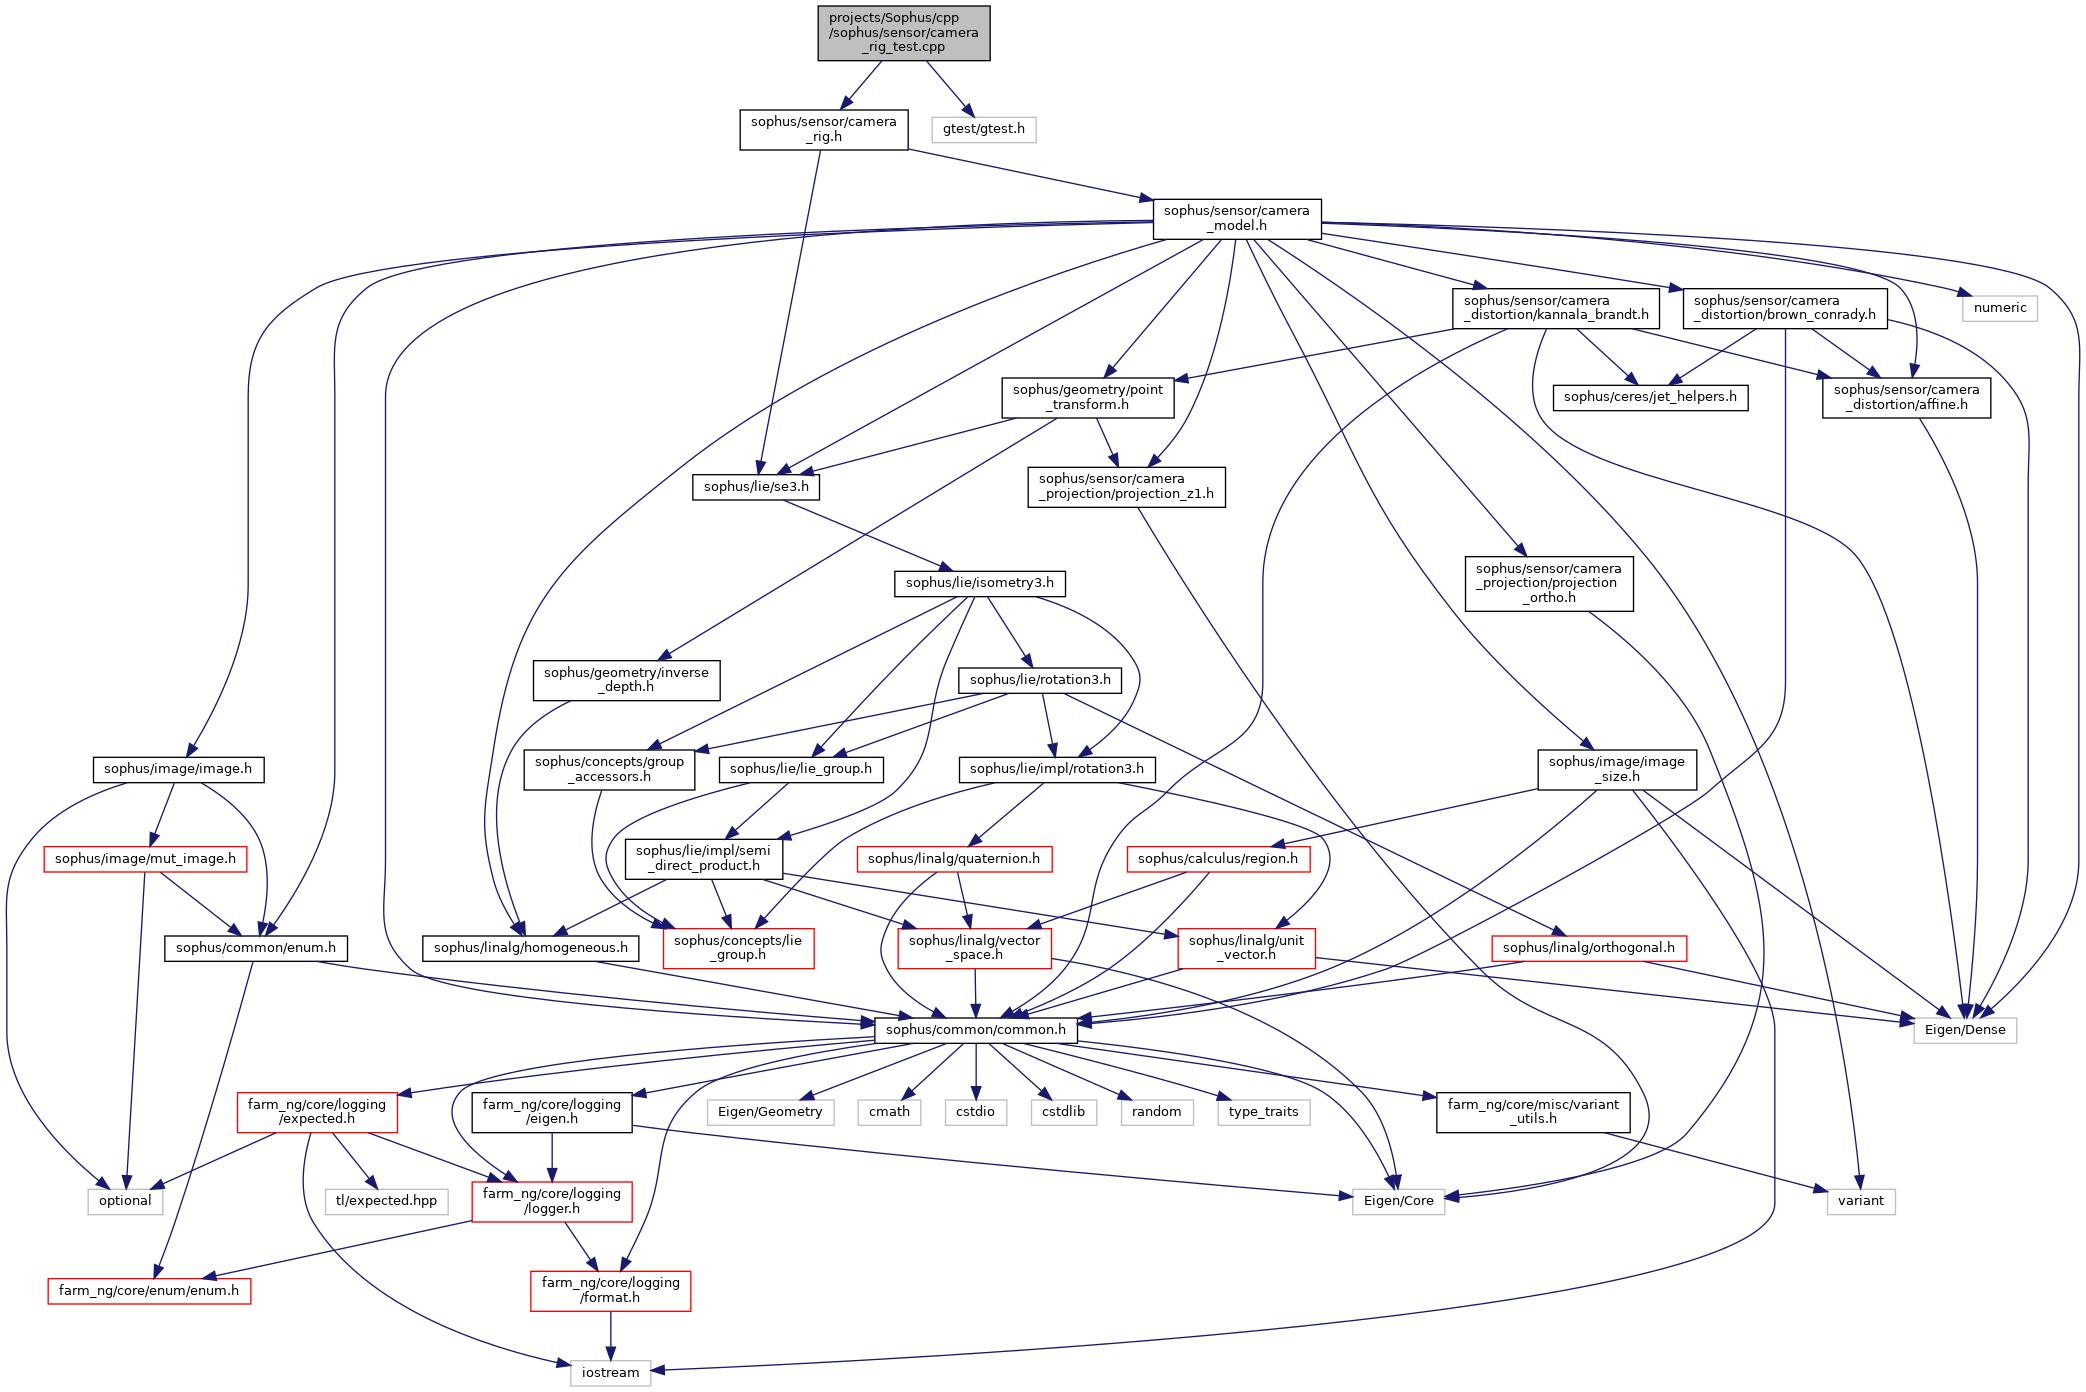 projects/Sophus/cpp
/sophus/sensor/camera
_rig_test.cpp
sophus/sensor/camera
_rig.h
gtest/gtest.h
sophus/sensor/camera
_model.h
sophus/sensor/camera
_distortion/kannala_brandt.h
sophus/sensor/camera
_distortion/brown_conrady.h
numeric
sophus/geometry/point
_transform.h
sophus/ceres/jet_helpers.h
sophus/sensor/camera
_distortion/affine.h
sophus/lie/se3.h
sophus/sensor/camera
_projection/projection_z1.h
sophus/lie/isometry3.h
sophus/sensor/camera
_projection/projection
_ortho.h
sophus/geometry/inverse
_depth.h
sophus/lie/rotation3.h
sophus/image/image.h
sophus/concepts/group
_accessors.h
sophus/lie/lie_group.h
sophus/lie/impl/rotation3.h
sophus/image/image
_size.h
sophus/image/mut_image.h
sophus/lie/impl/semi
_direct_product.h
sophus/linalg/quaternion.h
sophus/calculus/region.h
sophus/common/enum.h
sophus/linalg/homogeneous.h
sophus/concepts/lie
_group.h
sophus/linalg/vector
_space.h
sophus/linalg/unit
_vector.h
sophus/linalg/orthogonal.h
sophus/common/common.h
Eigen/Dense
farm_ng/core/logging
/expected.h
farm_ng/core/logging
/eigen.h
Eigen/Geometry
cmath
cstdio
cstdlib
random
type_traits
farm_ng/core/misc/variant
_utils.h
optional
tl/expected.hpp
farm_ng/core/logging
/logger.h
Eigen/Core
variant
farm_ng/core/enum/enum.h
farm_ng/core/logging
/format.h
iostream